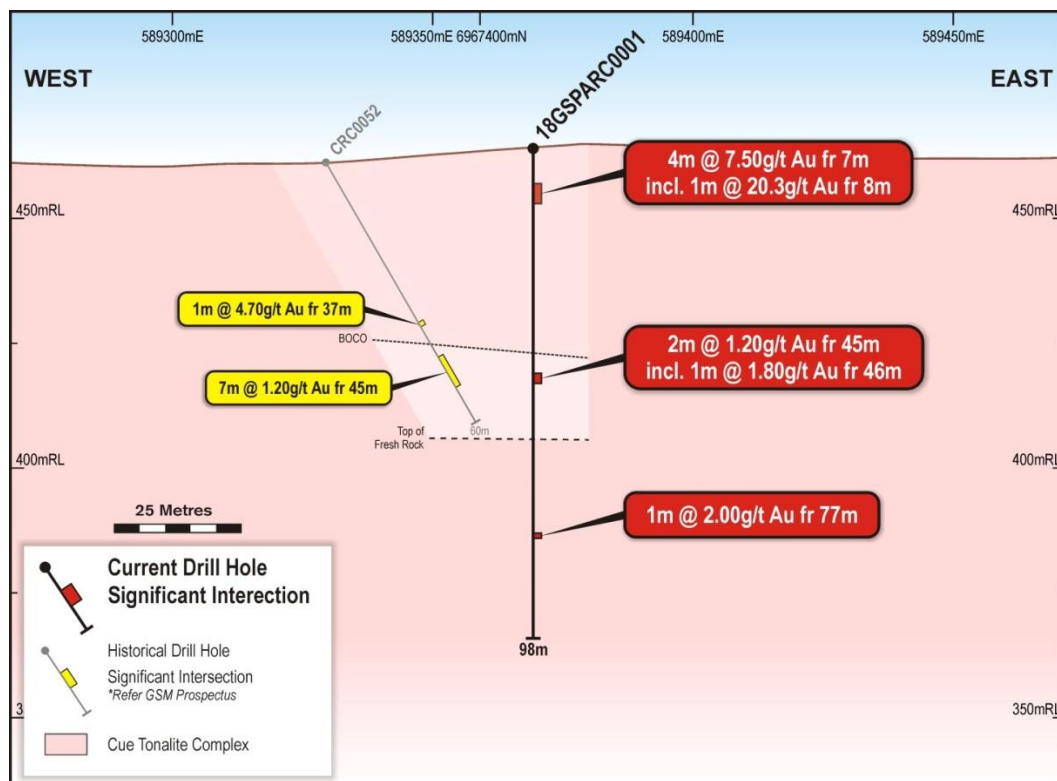 589300mE
589350mE 6967400mN
589400mE
589450mE
WEST
EAST
CRC0052
18GSPARC0001
4m @ 7.50g/t Au fr 7m
incl. 1m @ 20.3g/t Au fr 8m
450mRL
450mRL
1m @ 4.70g/t Au fr 37m
BOCO
2m @ 1.20g/t Au fr 45m
incl. 1m @ 1.80g/t Au fr 46m
7m @ 1.20g/t Au fr 45m
60m
Top of
Fresh Rock
400mRL
400mRL
25 Metres
1m @ 2.00g/t Au fr 77m
Current Drill Hole
Significant Interection
98m
Historical Drill Hole
Significant Intersection
*Refer GSM Prospectus
3
350mRL
Cue Tonalite Complex